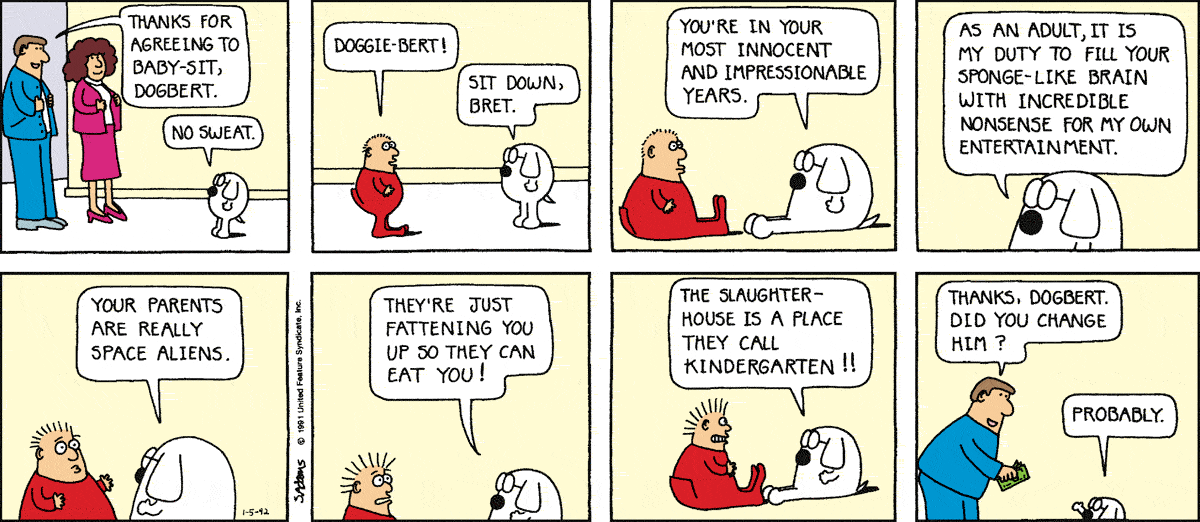 THANKS FOR
AGREEING TO
BABY-SIT,
DOGBERT.
NO SWEAT.
DOGGIE-BERT!
SIT DOWN,
BRET.
YOU'RE IN YOUR
MOST INNOCENT
AND IMPRESSIONABLE
YEARS.
AS AN ADULT, IT IS
MY DUTY TO FILL YOUR
SPONGE-LIKE BRAIN
WITH INCREDIBLE
NONSENSE FOR MY OWN
ENTERTAINMENT.
YOUR PARENTS
ARE REALLY
SPACE ALIENS.
1-5-92
S.Adams © 1991 United Feature Syndicate, Inc.
THEY'RE JUST
FATTENING YOU
UP SO THEY CAN
EAT YOU!
THE SLAUGHTER-
HOUSE IS A PLACE
THEY CALL
KINDERGARTEN!!
THANKS, DOGBERT.
DID YOU CHANGE
HIM?
PROBABLY.